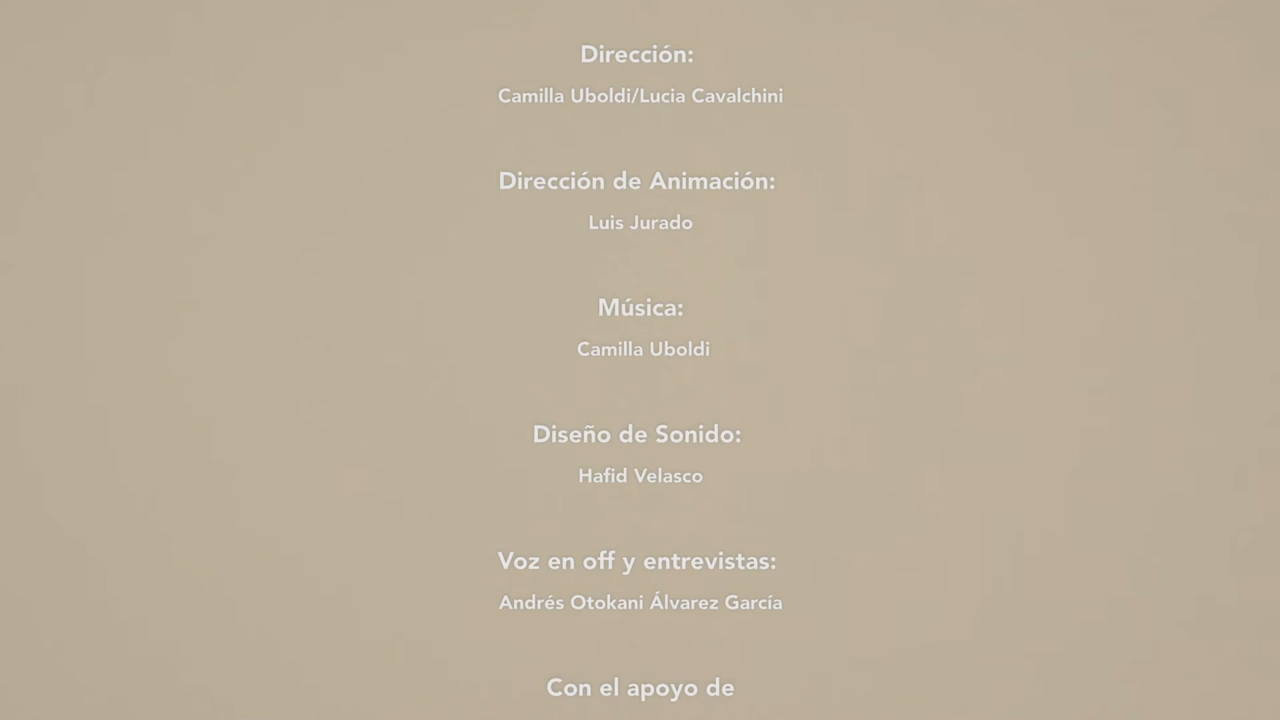 Dirección:
Camilla Uboldi/Lucia Cavalchini
Dirección de Animación:
Luis Jurado
Música:
Camilla Uboldi
Diseño de Sonido:
Hafid Velasco
Voz en off y entrevistas:
Andrés Otokani Álvarez García
Con el apoyo de